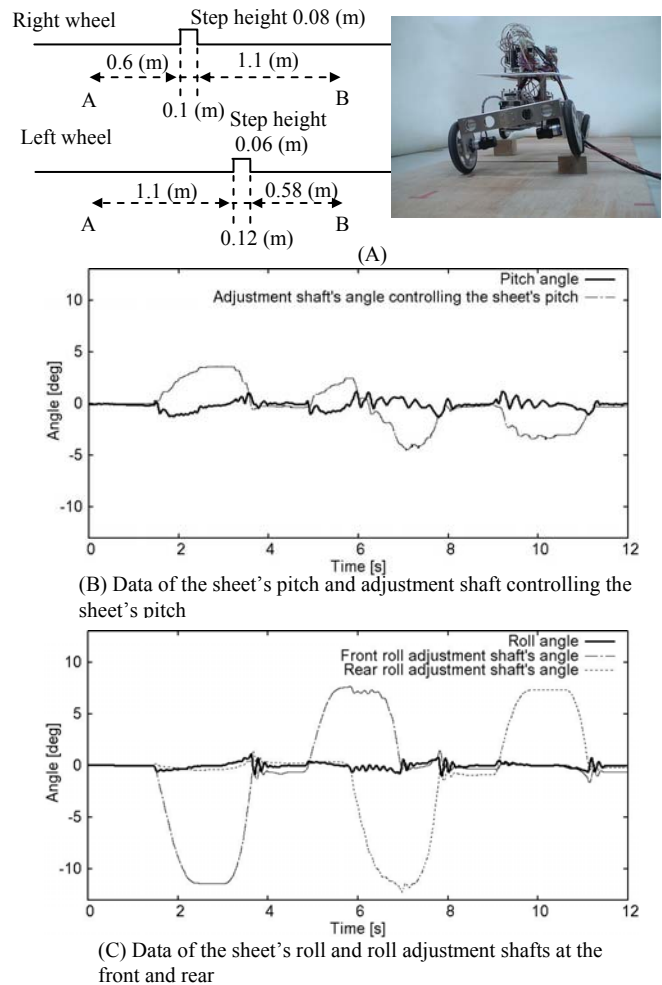 Right wheel
Step height 0.08 (m)
0.6 (m)
1.1 (m)
A
B
0.1 (m)
Step height
0.06 (m)
Left wheel
1.1 (m)
0.58 (m)
A
B
0.12 (m)
(A)
Pitch angle
Adjustment shaft's angle controlling the sheet's pitch
Angle [deg]
10
5
0
-5
-10
0 2 4 6 8 10 12
Time [s]
(B) Data of the sheet's pitch and adjustment shaft controlling the
sheet's pitch
Roll angle
Front roll adjustment shaft's angle
Rear roll adjustment shaft's angle
Angle [deg]
10
5
0
-5
-10
0 2 4 6 8 10 12
Time [s]
(C) Data of the sheet's roll and roll adjustment shafts at the
front and rear